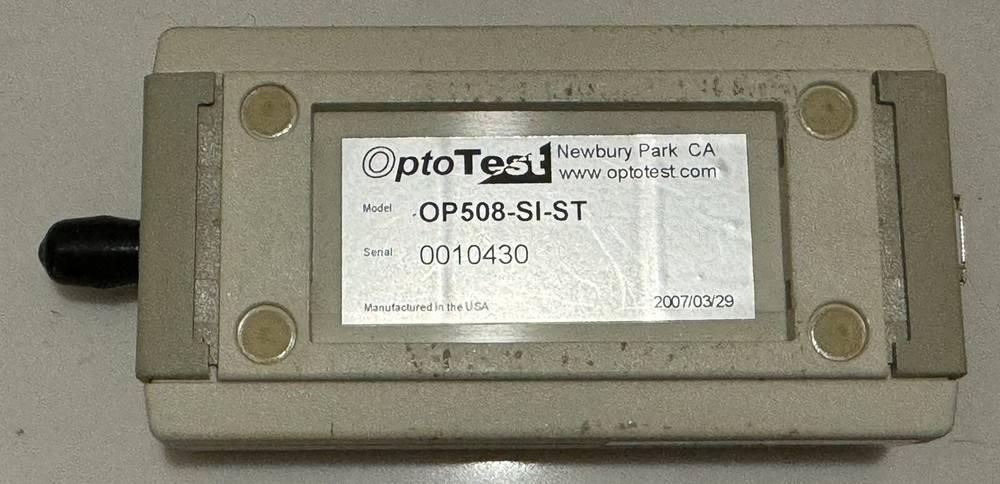 OptoTest Newbury Park CA
www optotest.com
Model OP508-SI-ST
Serial 0010430
Manufactured in the USA 2007/03/29